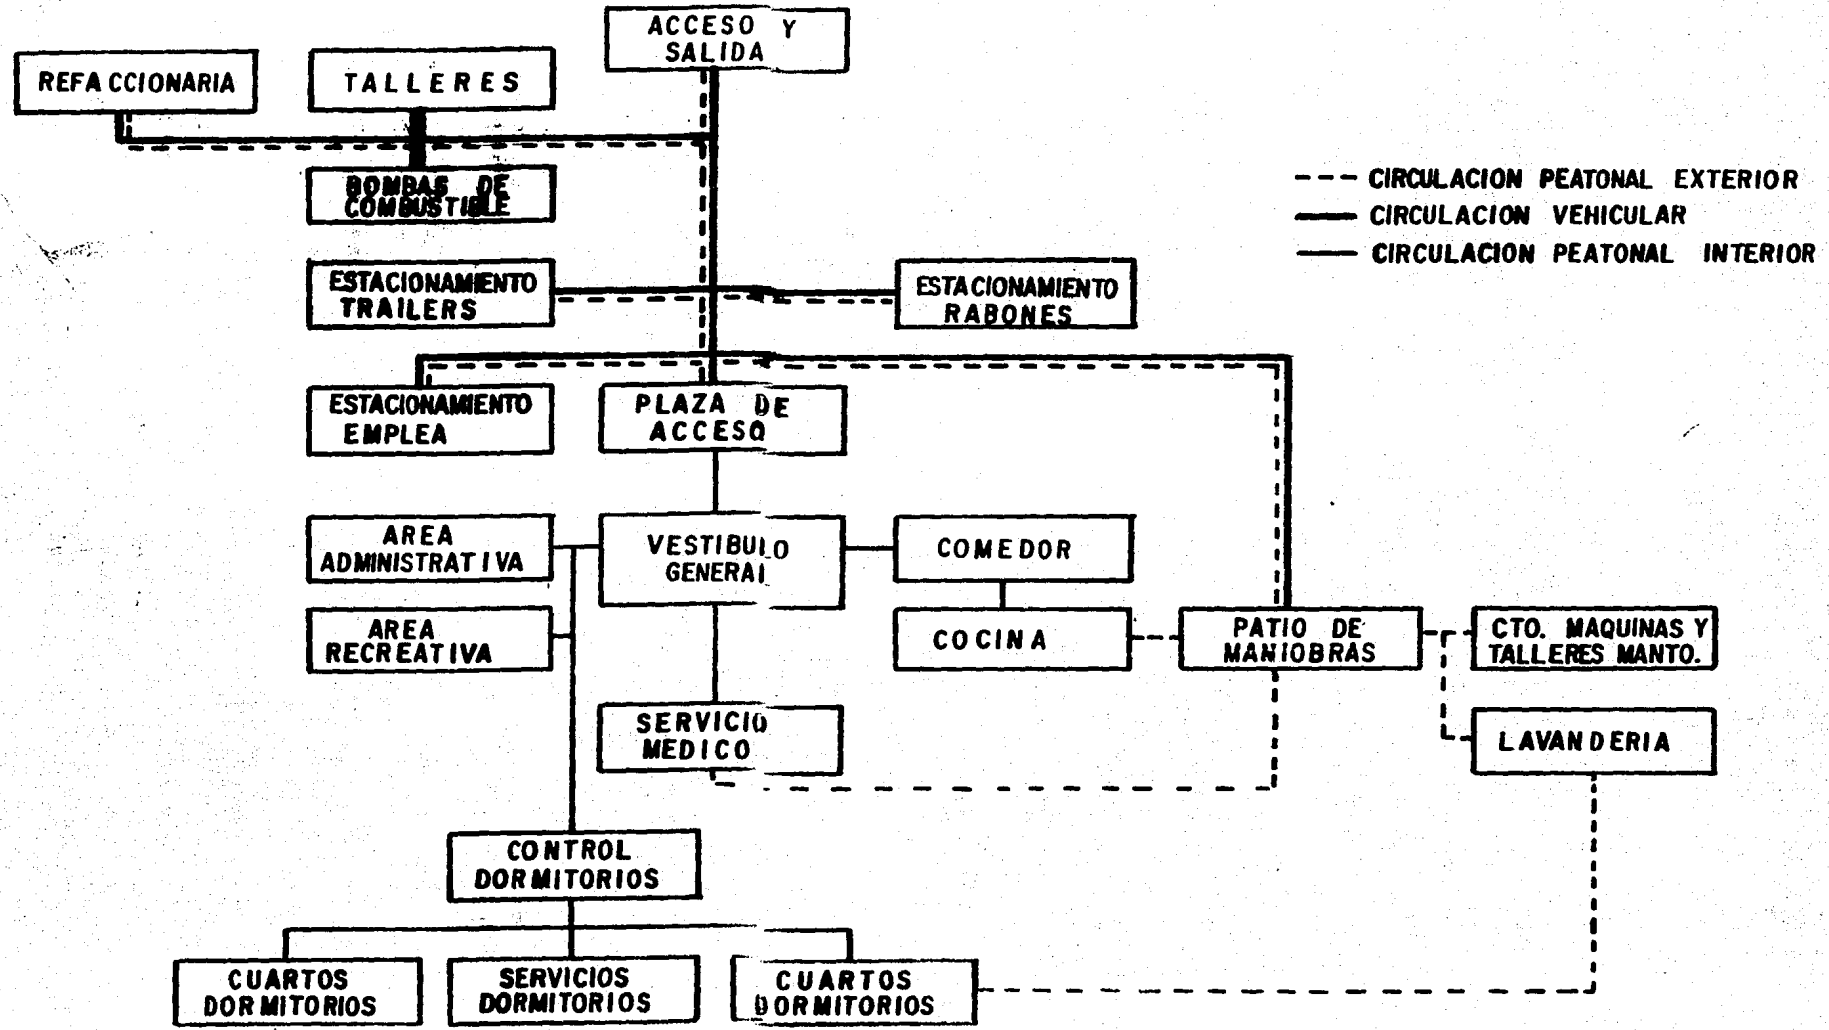 ACCESO Y
SALIDA
REFACCIONARIA
TALLERES
BOMBAS DE
COMBUSTIBLE
--- CIRCULACION PEATONAL EXTERIOR
CIRCULACION VEHICULAR
CIRCULACION PEATONAL INTERIOR
ESTACIONAMIENTO
TRAILERS
ESTACIONAMIENTO
RABONES
ESTACIONAMIENTO
EMPLEA
PLAZA DE
ACCESO
AREA
ADMINISTRATIVA
VESTIBULO
GENERAL
COMEDOR
AREA
RECREATIVA
COCINA
PATIO DE
MANIOBRAS
CTO. MAQUINAS Y
TALLERES MANTO.
SERVICIO
MEDICO
LAVANDERIA
CONTROL
DORMITORIOS
CUARTOS
DORMITORIOS
SERVICIOS
DORMITORIOS
CUARTOS
DORMITORIOS